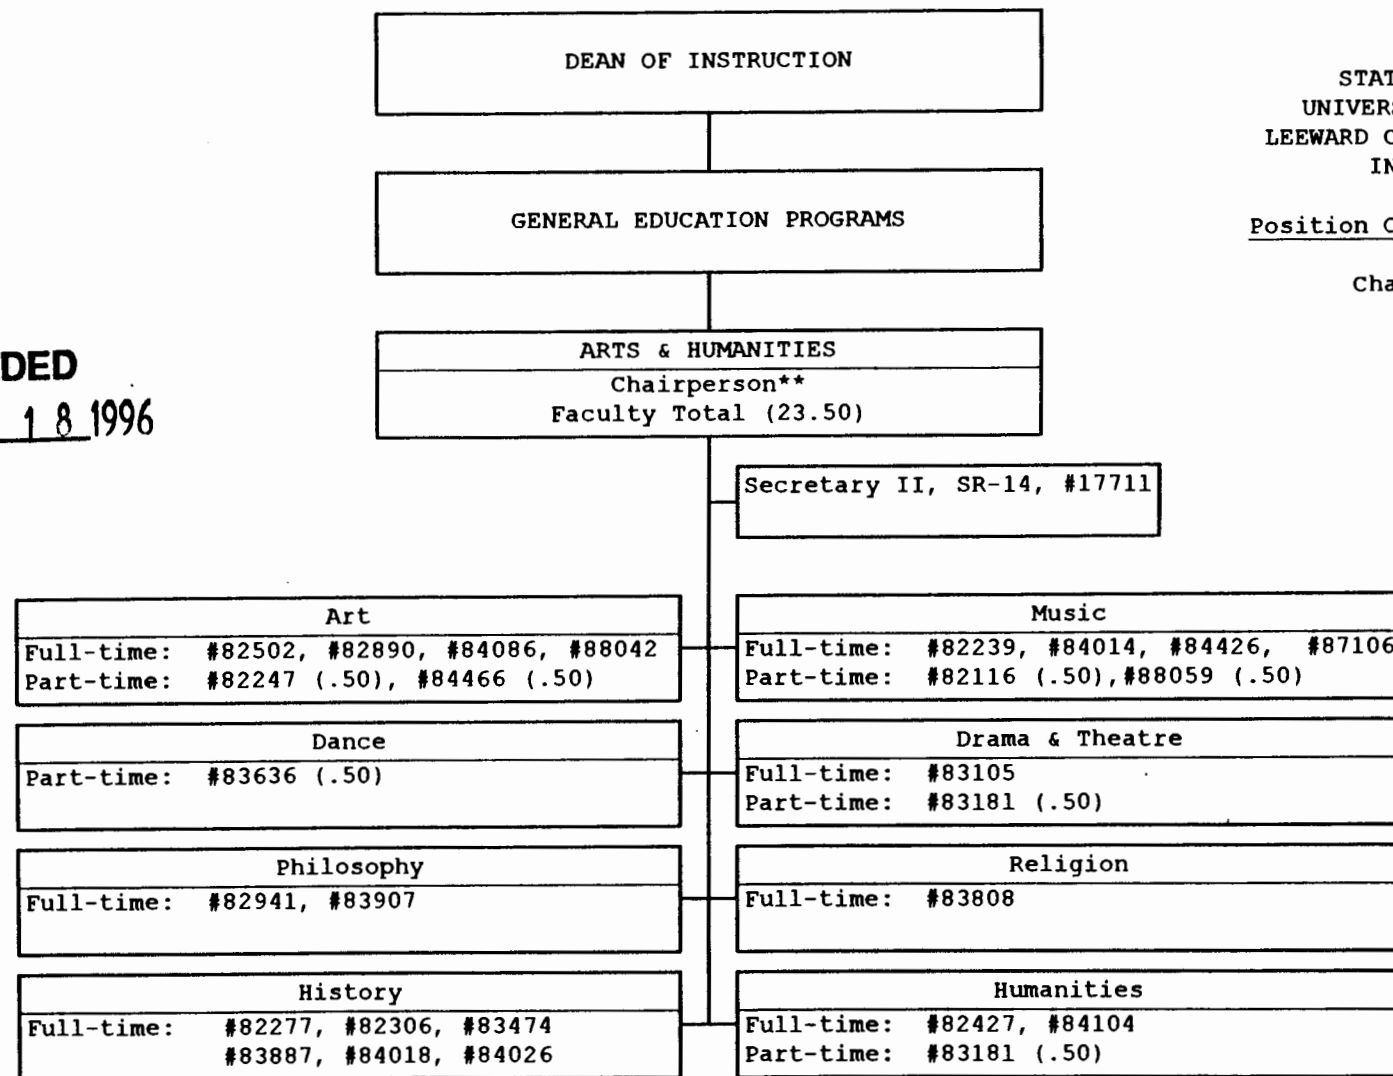 DEAN OF INSTRUCTION
STAT
UNIVERS
LEEWARD C
IN
GENERAL EDUCATION PROGRAMS
Position C
Cha
ARTS & HUMANITIES
Chairperson**
Faculty Total (23.50)
DED
18 1996
Secretary II, SR-14, #17711
Art
Full-time: #82502, #82890, #84086, #88042
Part-time: #82247 (.50), #84466 (.50)
Music
Full-time: #82239, #84014, #84426, #87106
Part-time: #82116 (.50),#88059 (.50)
Dance
Part-time: #83636 (.50)
Drama & Theatre
Full-time: #83105
Part-time: #83181 (.50)
Philosophy
Full-time: #82941, #83907
Religion
Full-time: #83808
History
Full-time: #82277, #82306, #83474
#83887, #84018, #84026
Humanities
Full-time: #82427, #84104
Part-time: #83181 (.50)